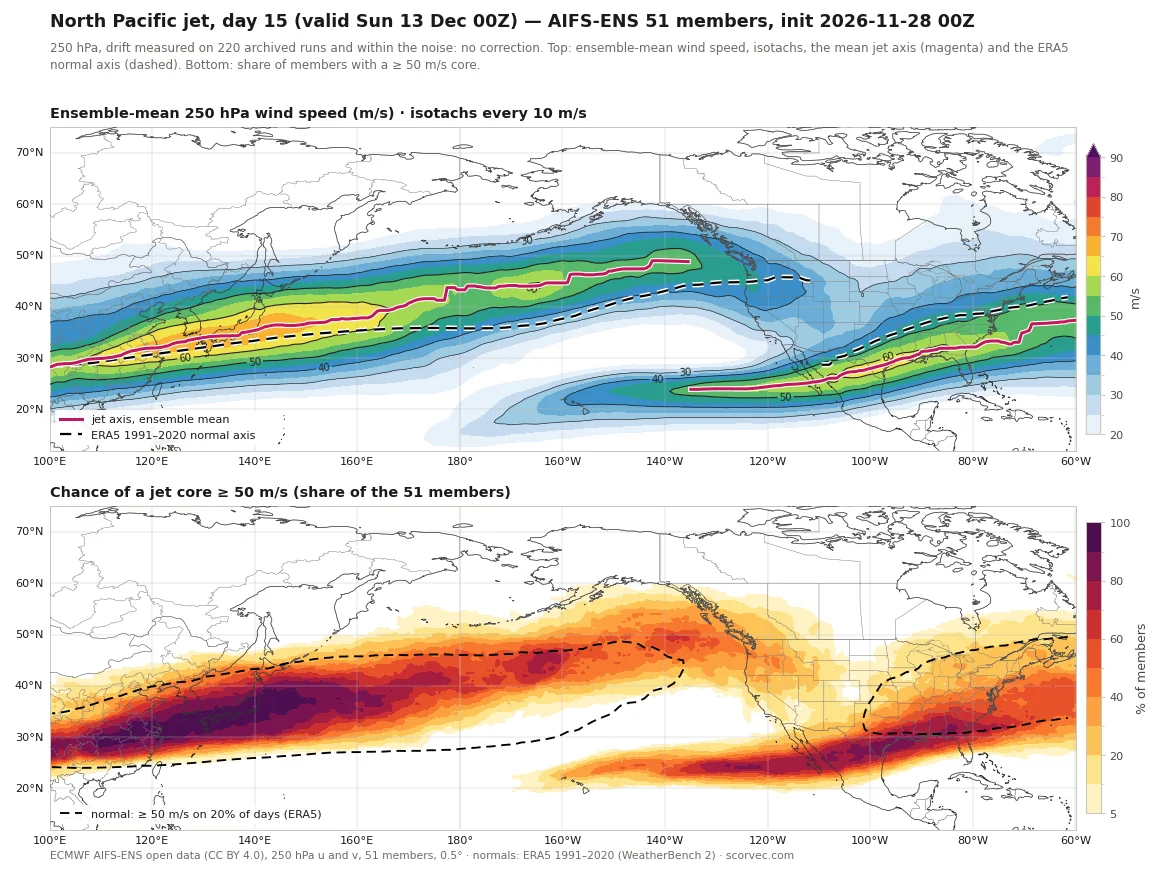 North Pacific jet, day 15 (valid Sun 13 Dec 00Z) — AIFS-ENS 51 members, init 2026-11-28 00Z
250 hPa, drift measured on 220 archived runs and within the noise: no correction. Top: ensemble-mean wind speed, isotachs, the mean jet axis (magenta) and the ERA5
normal axis (dashed). Bottom: share of members with a ≥ 50 m/s core.
Ensemble-mean 250 hPa wind speed (m/s) · isotachs every 10 m/s
70°N
60°N
50°N
40°N
30°N
20°N
30
60
50
40
30
40
50
60
jet axis, ensemble mean
ERA5 1991–2020 normal axis
100°E 120°E 140°E 160°E 180° 160°W 140°W 120°W 100°W 80°W 60°W
90
80
70
60
50
40
30
20
m/s
Chance of a jet core ≥ 50 m/s (share of the 51 members)
70°N
60°N
50°N
40°N
30°N
20°N
normal: ≥ 50 m/s on 20% of days (ERA5)
100°E 120°E 140°E 160°E 180° 160°W 140°W 120°W 100°W 80°W 60°W
100
80
60
40
20
5
% of members
ECMWF AIFS-ENS open data (CC BY 4.0), 250 hPa u and v, 51 members, 0.5° · normals: ERA5 1991–2020 (WeatherBench 2) · scorvec.com